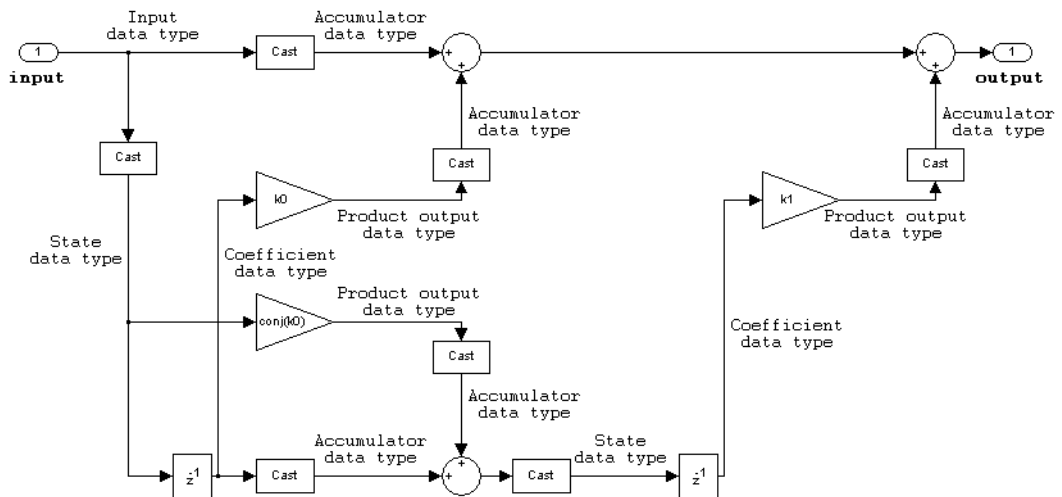 Input
data type
Accumulator
data type
1
input
Cast
+
+
+
+
1
output
Accumulator
data type
Accumulator
data type
Cast
Cast
Cast
k0
Product output
data type
k1
Product output
data type
State
data type
Coefficient
data type
Product output
data type
conj(k0)
Cast
Coefficient
data type
Accumulator
data type
Accumulator
data type
State
data type
z-1
Cast
+
+
Cast
z-1